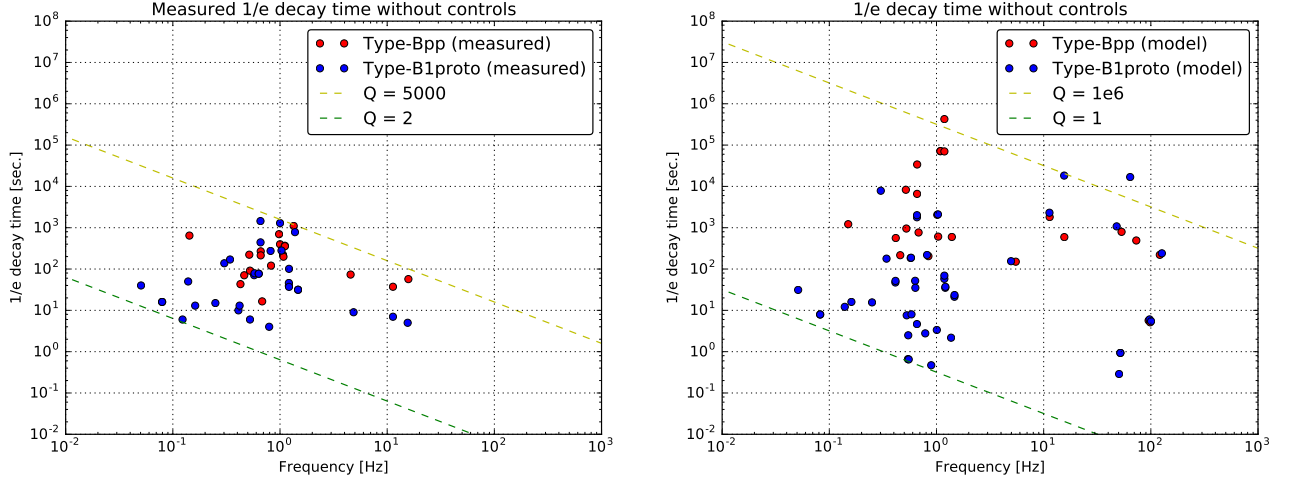 Measured 1/e decay time without controls
10^8
10^7
10^6
10^5
10^4
10^3
10^2
10^1
10^0
10^-1
10^-2
1/e decay time [sec.]
Type-Bpp (measured)
Type-B1proto (measured)
Q = 5000
Q = 2
10^-2 10^-1 10^0 10^1 10^2 10^3
Frequency [Hz]
1/e decay time without controls
10^8
10^7
10^6
10^5
10^4
10^3
10^2
10^1
10^0
10^-1
10^-2
1/e decay time [sec.]
Type-Bpp (model)
Type-B1proto (model)
Q = 1e6
Q = 1
10^-2 10^-1 10^0 10^1 10^2 10^3
Frequency [Hz]